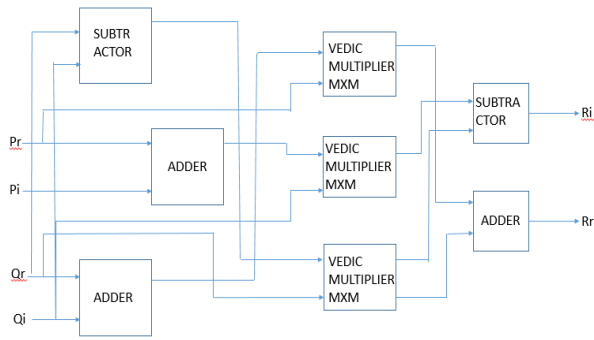 SUBTR
ACTOR
VEDIC
MULTIPLIER
MXM
SUBTRA
CTOR
Ri
Pr
ADDER
VEDIC
MULTIPLIER
MXM
Pi
ADDER
Rr
VEDIC
MULTIPLIER
MXM
Qr
ADDER
Qi